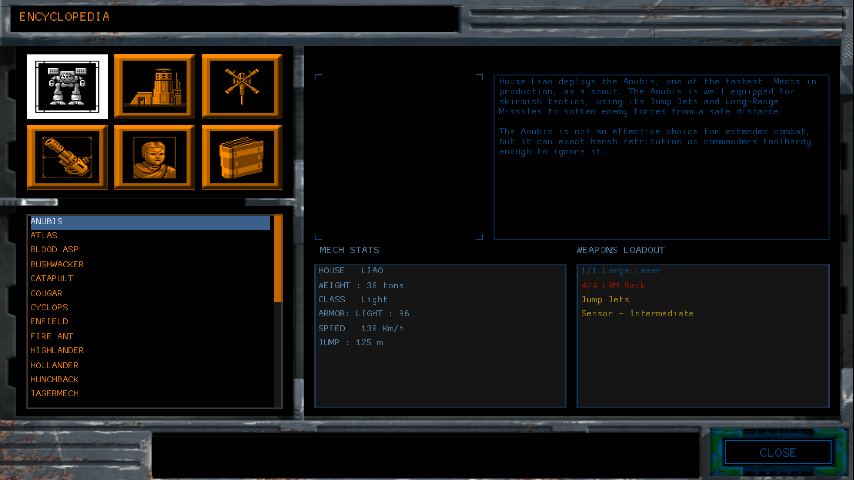 ENCYCLOPEDIA
House Liao deploys the Anubis, one of the fastest 'Mechs in
production, as a scout. The Anubis is well equipped for
skirmish tactics, using its Jump Jets and Long-Range
Missiles to soften enemy forces from a safe distance
The Anubis is not an effective choice for extended combat,
but it can exact harsh retribution on commanders foolhardy
enough to ignore it.
ANUBIS
ATLAS
BLOOD ASP
BUSHWACKER
CATAPULT
COUGAR
CYCLOPS
ENFIELD
FIRE ANT
HIGHLANDER
HOLLANDER
HUNCHBACK
JAGERMECH
MECH STATS
HOUSE LIAO
WEIGHT : 30 tons
CLASS Light
ARMOR: LIGHT : 96
SPEED 130 Km/h
JUMP : 125 m
WEAPONS LOADOUT
1/1 Large Laser
4/4 LRM Rack
Jump Jets
Sensor - Intermediate
CLOSE